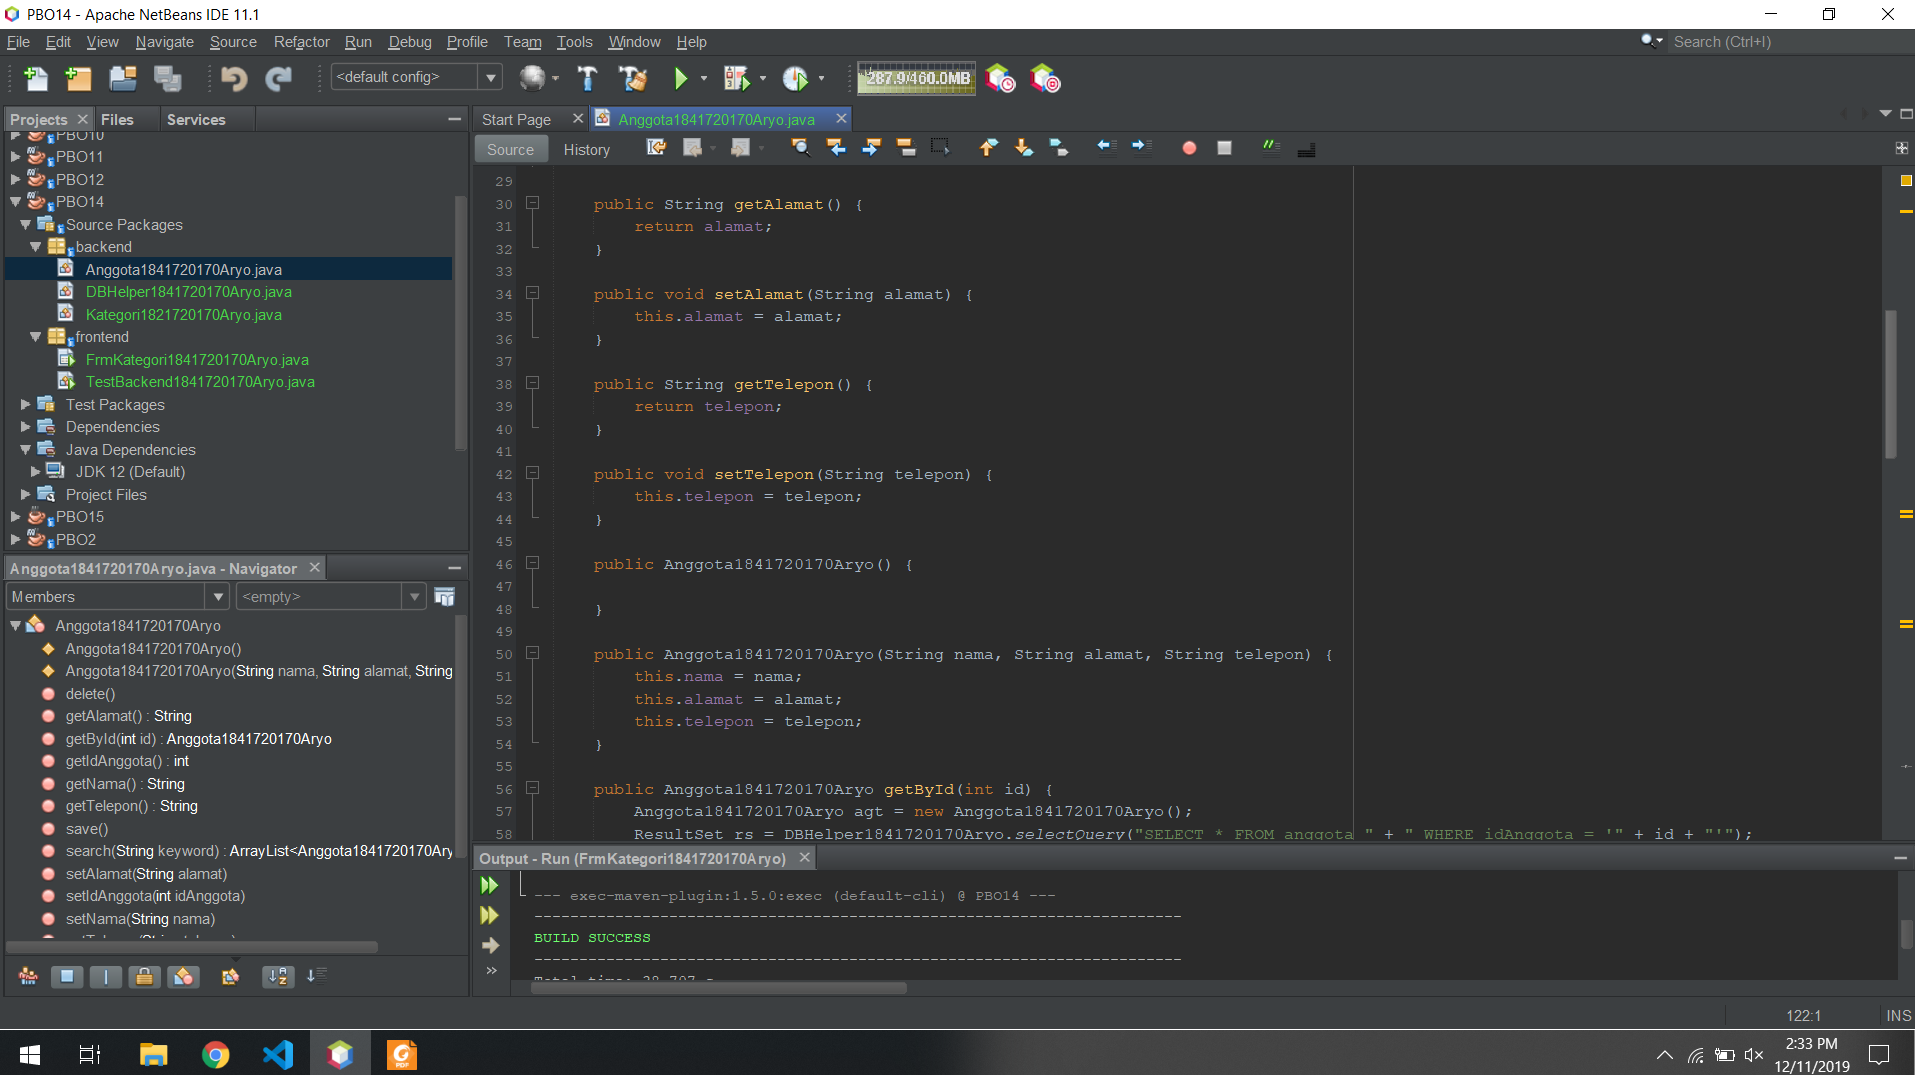 PBO14 - Apache NetBeans IDE 11.1
File Edit View Navigate Source Refactor Run Debug Profile Team Tools Window Help
Search (Ctrl+I)
<default config>
287.9/460.0MB
Projects Files Services
PBO10
PBO11
PBO12
PBO14
Source Packages
backend
Anggota1841720170Aryo.java
DBHelper1841720170Aryo.java
Kategori1821720170Aryo.java
frontend
FrmKategori1841720170Aryo.java
TestBackend1841720170Aryo.java
Test Packages
Dependencies
Java Dependencies
JDK 12 (Default)
Project Files
PBO15
PBO2
Anggota1841720170Aryo.java - Navigator
Members <empty>
Anggota1841720170Aryo
Anggota1841720170Aryo()
Anggota1841720170Aryo(String nama, String alamat, String
delete()
getAlamat() : String
getById(int id) : Anggota1841720170Aryo
getIdAnggota() : int
getNama() : String
getTelepon() : String
save()
search(String keyword) : ArrayList<Anggota1841720170Ary
setAlamat(String alamat)
setIdAnggota(int idAnggota)
setNama(String nama)
Start Page Anggota1841720170Aryo.java
Source History
29
30 public String getAlamat() {
31 return alamat;
32 }
33
34 public void setAlamat(String alamat) {
35 this.alamat = alamat;
36 }
37
38 public String getTelepon() {
39 return telepon;
40 }
41
42 public void setTelepon(String telepon) {
43 this.telepon = telepon;
44 }
45
46 public Anggota1841720170Aryo() {
47
48 }
49
50 public Anggota1841720170Aryo(String nama, String alamat, String telepon) {
51 this.nama = nama;
52 this.alamat = alamat;
53 this.telepon = telepon;
54 }
55
56 public Anggota1841720170Aryo getById(int id) {
57 Anggota1841720170Aryo agt = new Anggota1841720170Aryo();
58 ResultSet rs = DBHelper1841720170Aryo.selectQuery("SELECT * FROM anggota " + " WHERE idAnggota = '" + id + "'");
Output - Run (FrmKategori1841720170Aryo)
--- exec-maven-plugin:1.5.0:exec (default-cli) @ PBO14 ---
------------------------------------------------------------------------
BUILD SUCCESS
------------------------------------------------------------------------
Total time: 38.707 s
122:1 INS
2:33 PM
12/11/2019